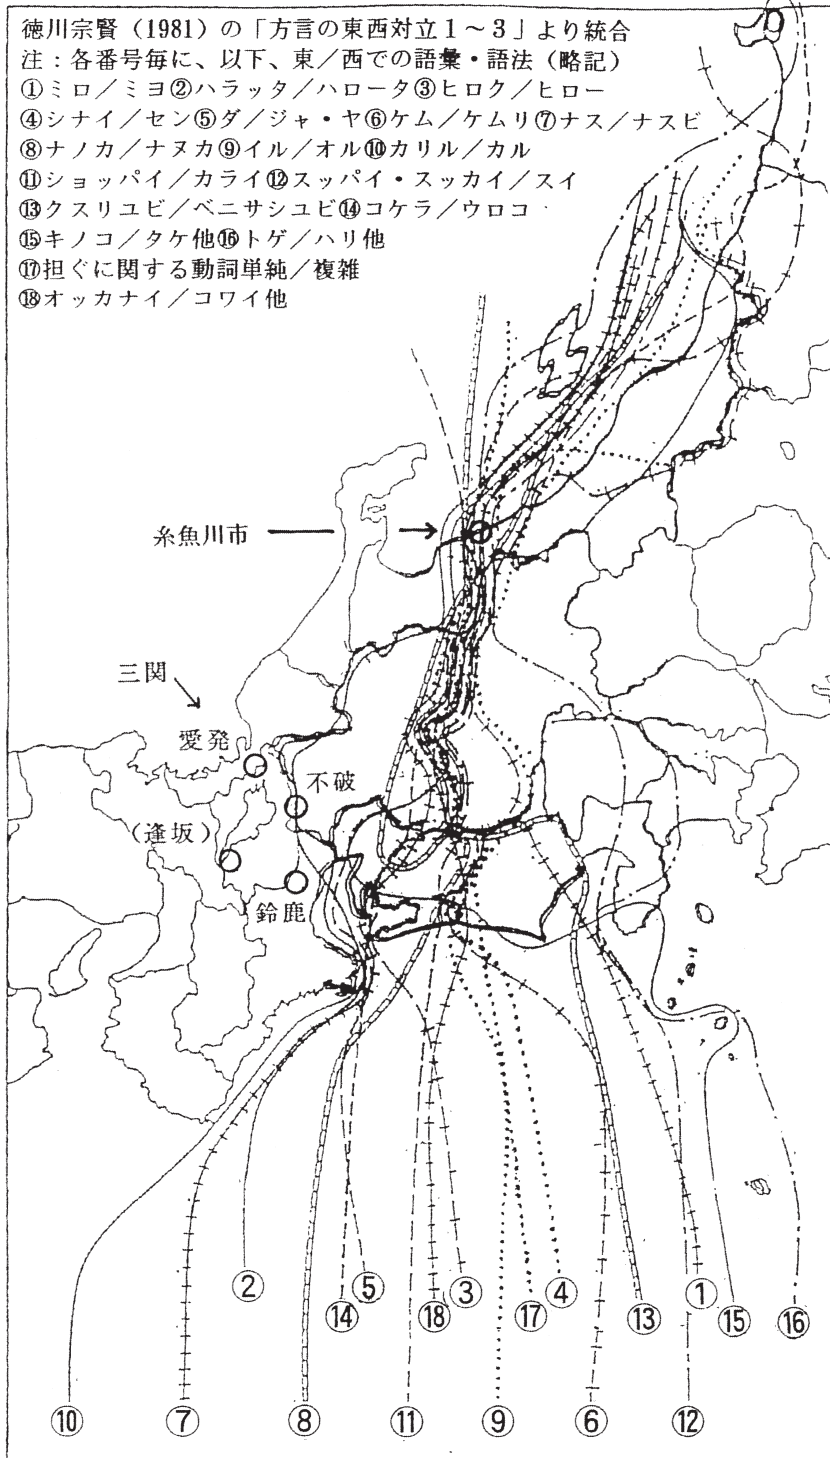 徳川宗賢（1981）の「方言の東西対立１～３」より統合
注：各番号毎に、以下、東／西での語彙・語法（略記）
①ミロ／ミヨ②ハラッタ／ハロータ③ヒロク／ヒロー
④シナイ／セン⑤ダ／ジャ・ヤ⑥ケム／ケムリ⑦ナス／ナスビ
⑧ナノカ／ナヌカ⑨イル／オル⑩カリル／カル
⑪ショッパイ／カライ⑫スッパイ・スッカイ／スイ
⑬クスリユビ／ベニサシユビ⑭コケラ／ウロコ
⑮キノコ／タケ他⑯トゲ／ハリ他
⑰担ぐに関する動詞単純／複雑
⑱オッカナイ／コワイ他
糸魚川市
三関
愛発
不破
（逢坂）
鈴鹿
② ⑭ ⑤ ⑱ ③ ⑰ ④ ⑬ ① ⑮ ⑯
⑩ ⑦ ⑧ ⑪ ⑨ ⑥ ⑫